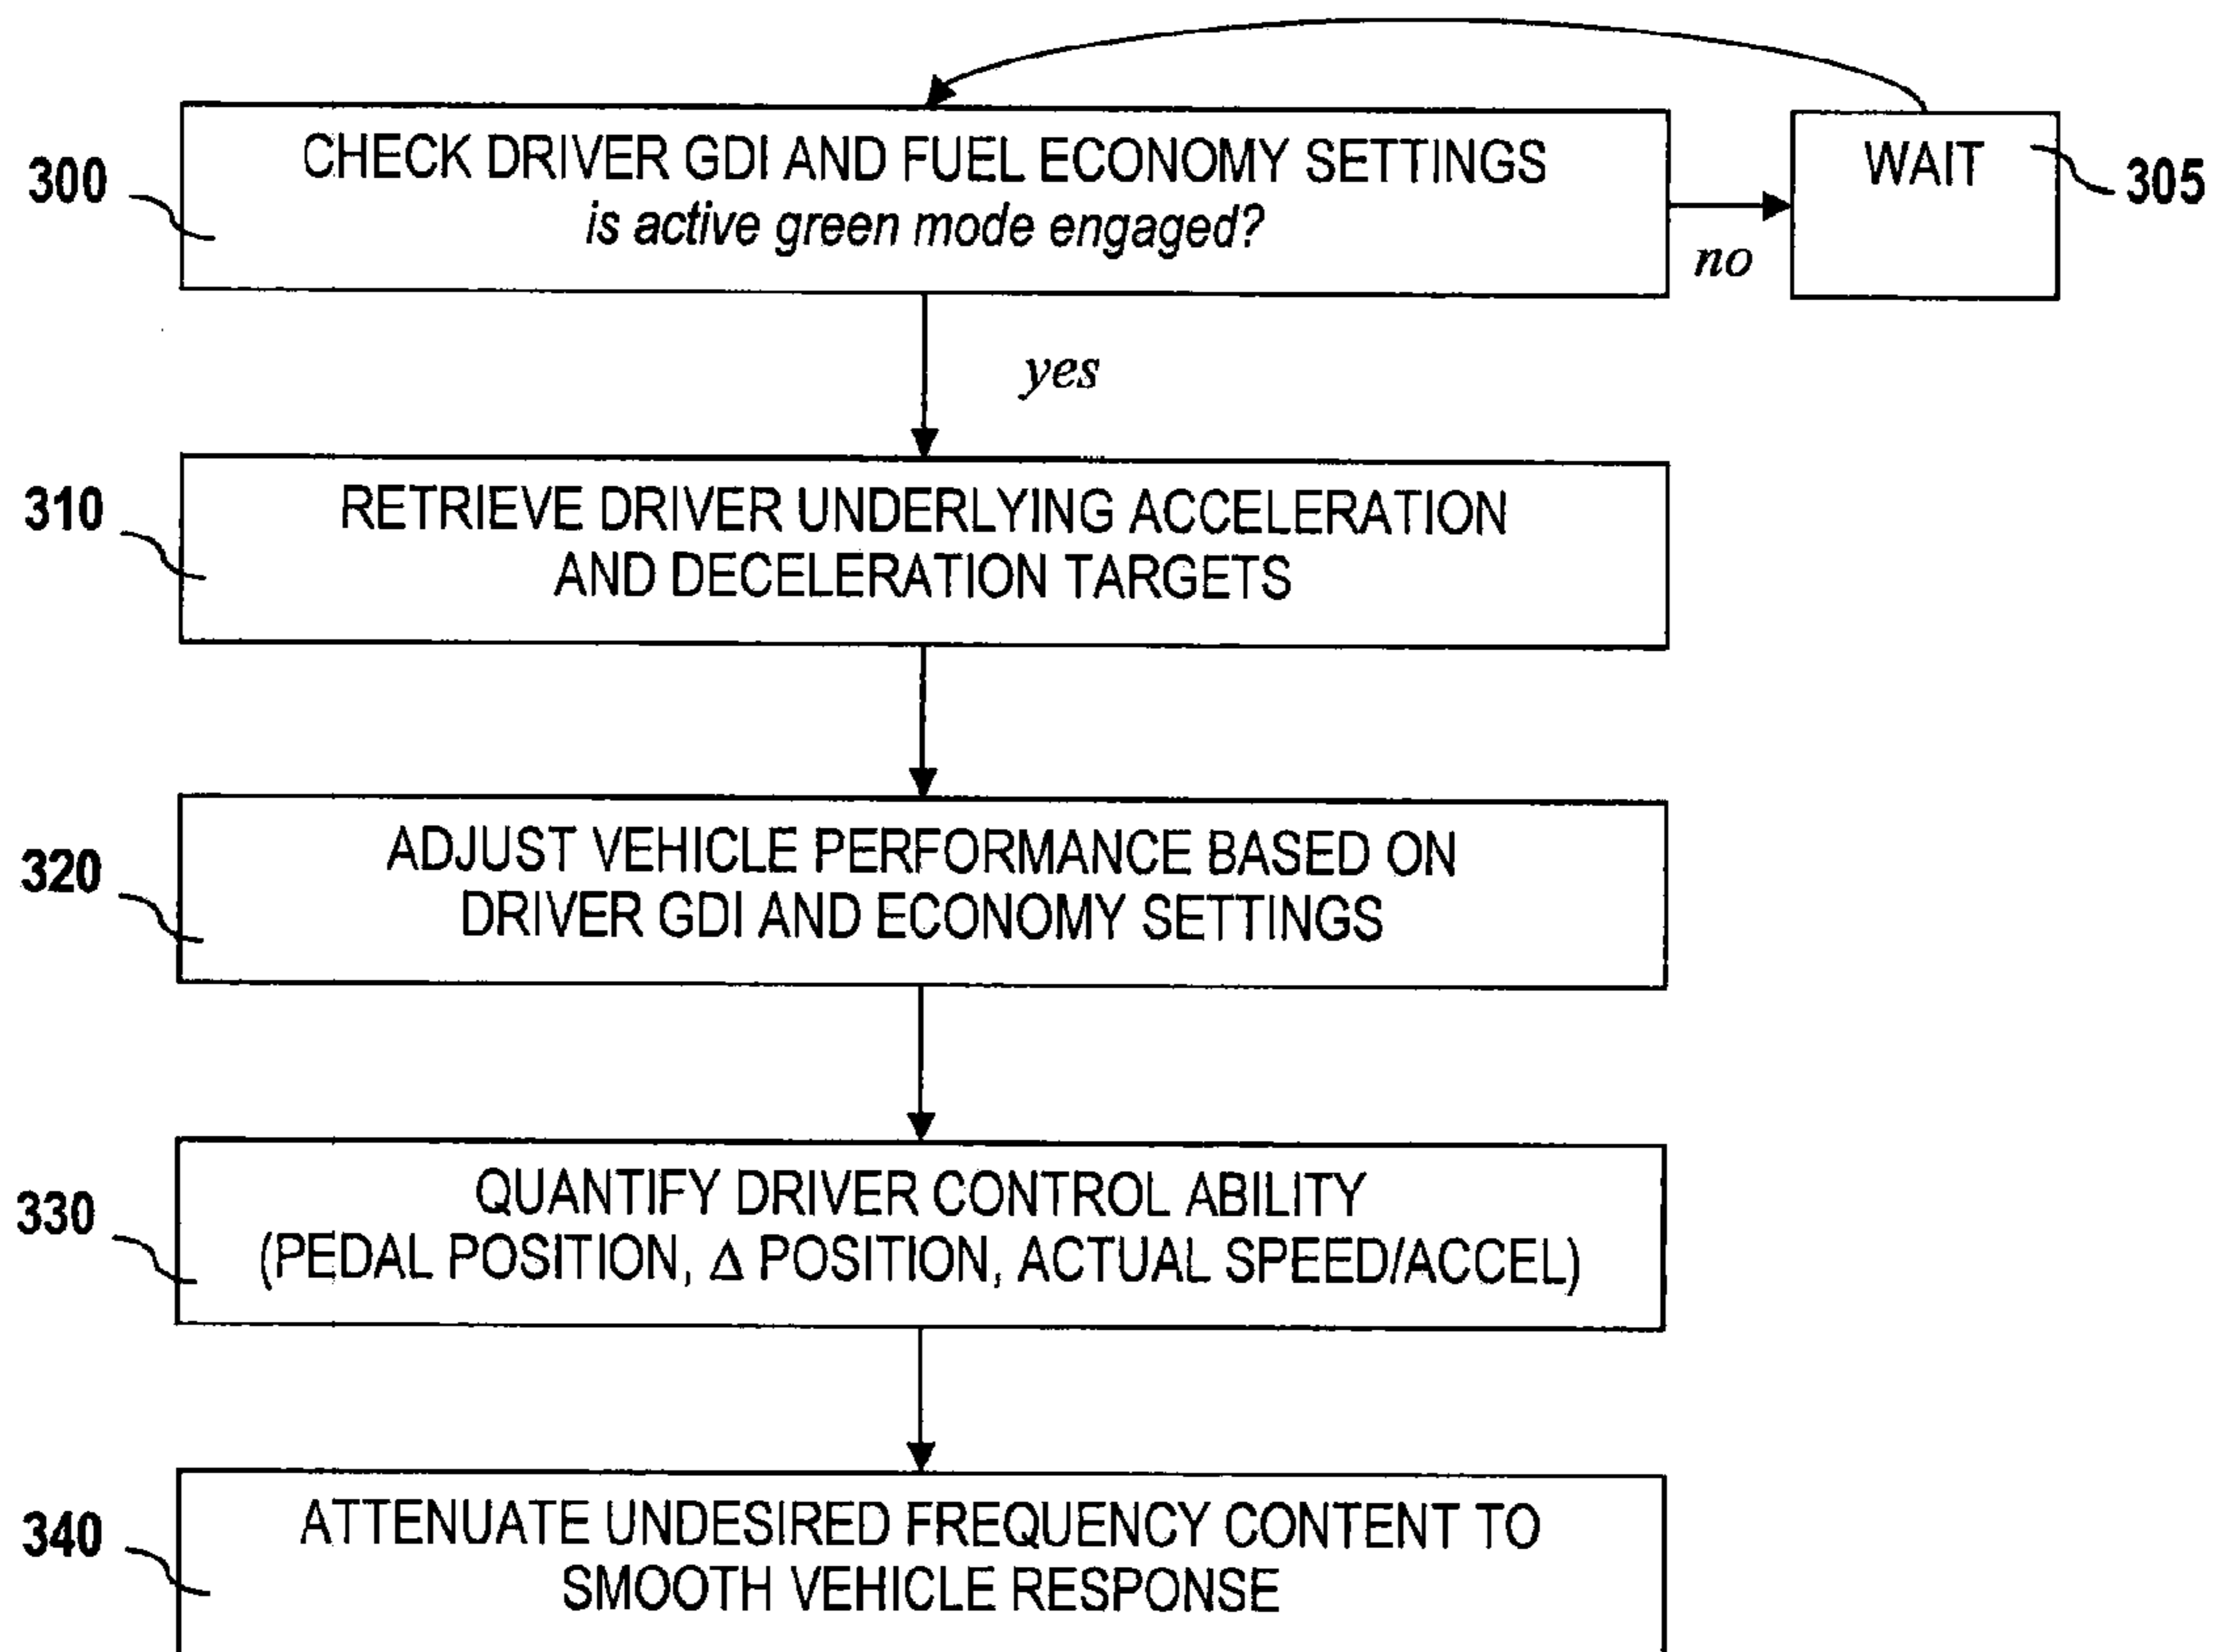 300
CHECK DRIVER GDI AND FUEL ECONOMY SETTINGS
is active green mode engaged?
no
WAIT
305
yes
310
RETRIEVE DRIVER UNDERLYING ACCELERATION
AND DECELERATION TARGETS
320
ADJUST VEHICLE PERFORMANCE BASED ON
DRIVER GDI AND ECONOMY SETTINGS
330
QUANTIFY DRIVER CONTROL ABILITY
(PEDAL POSITION, Δ POSITION, ACTUAL SPEED/ACCEL)
340
ATTENUATE UNDESIRED FREQUENCY CONTENT TO
SMOOTH VEHICLE RESPONSE